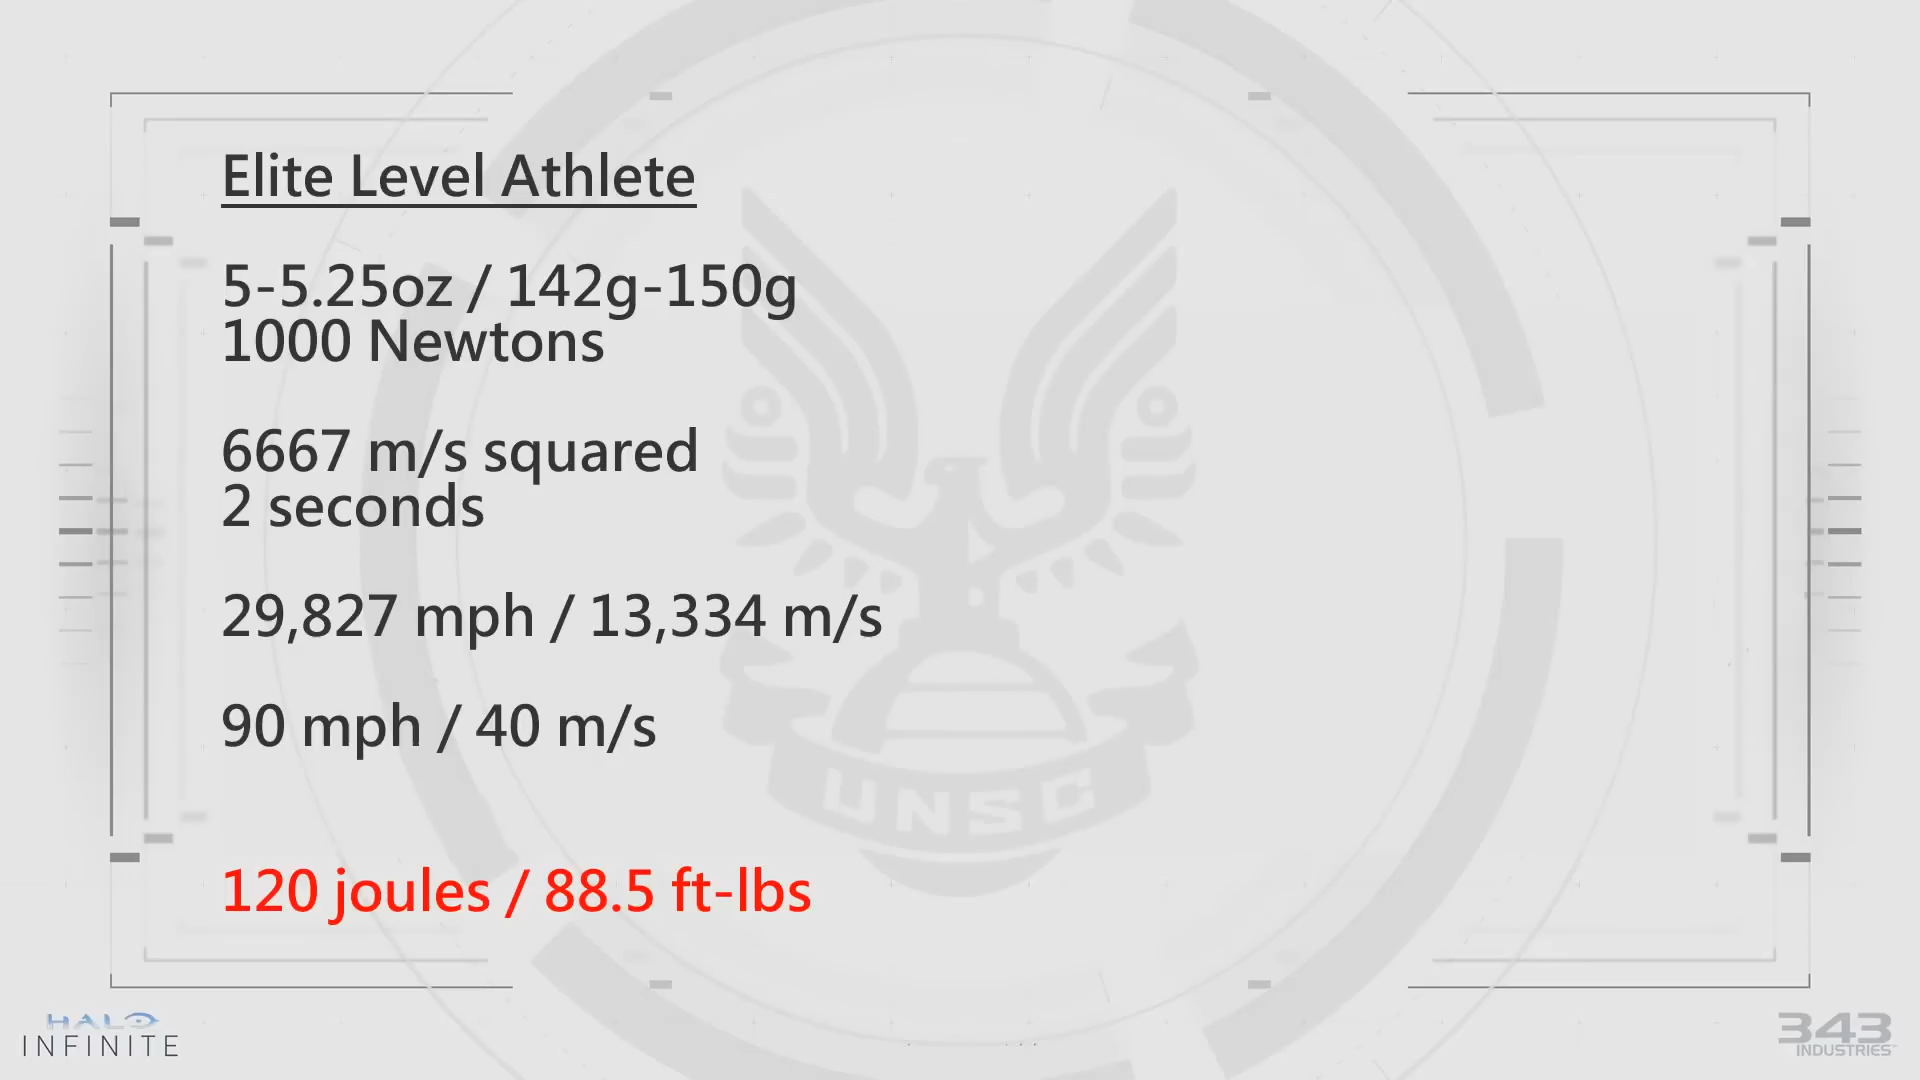 Elite Level Athlete
5-5.25oz / 142g-150g
1000 Newtons
6667 m/s squared
2 seconds
29,827 mph / 13,334 m/s
90 mph / 40 m/s
UNSC
120 joules / 88.5 ft-lbs
HALO
INFINITE
343
INDUSTRIES